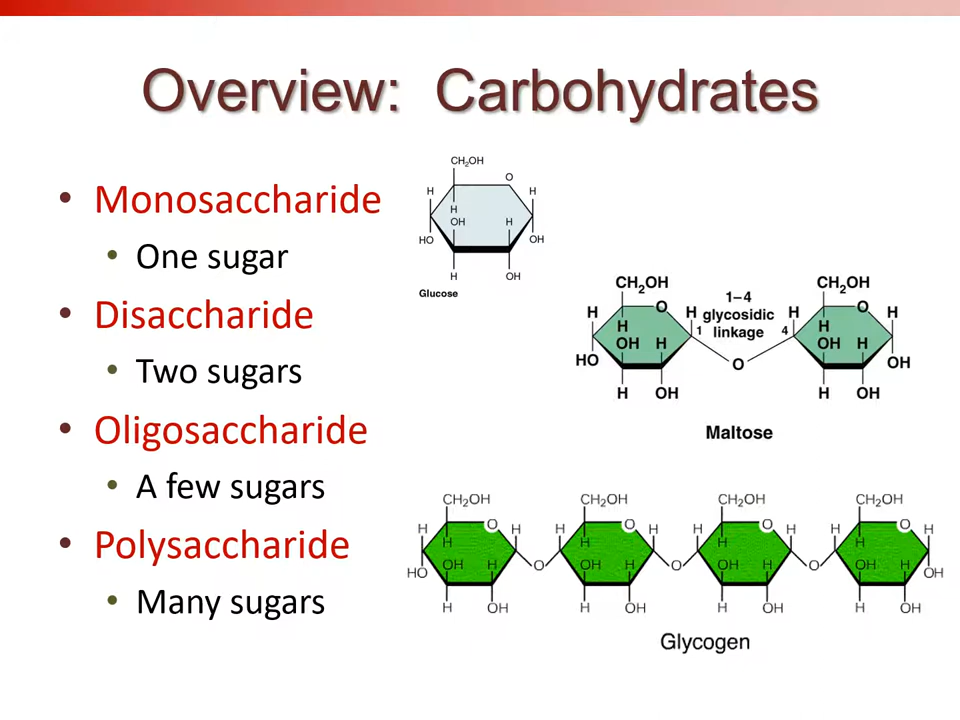 Overview: Carbohydrates
• Monosaccharide
• One sugar
• Disaccharide
• Two sugars
• Oligosaccharide
• A few sugars
• Polysaccharide
• Many sugars
CH₂OH
O
H H
H
OH H
HO OH
H OH
Glucose
CH₂OH CH₂OH
1–4
glycosidic
linkage
O O
H H H H
H 1 4 H
OH H OH H
HO O OH
H OH H OH
Maltose
CH₂OH CH₂OH CH₂OH CH₂OH
H O H H O H H O H H O H
H H H H
OH H OH H OH H OH H
HO O O O OH
H OH H OH H OH H OH
Glycogen